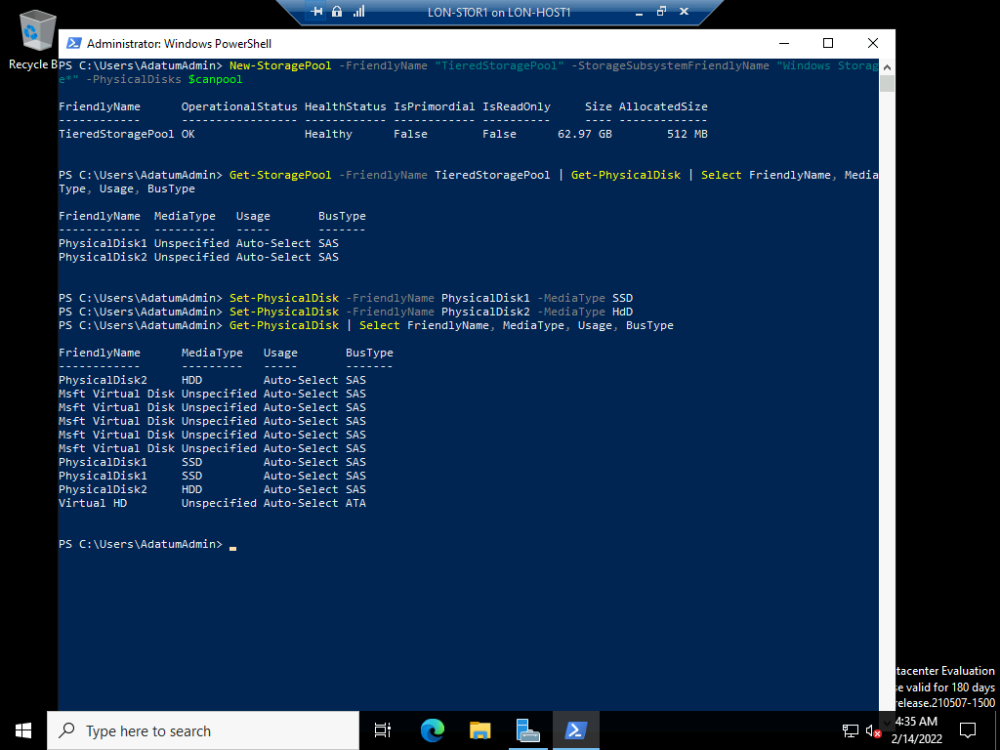 LON-STOR1 on LON-HOST1
Recycle B
Administrator: Windows PowerShell
PS C:\Users\AdatumAdmin> New-StoragePool -FriendlyName "TieredStoragePool" -StorageSubsystemFriendlyName "Windows Storag
e*" -PhysicalDisks $canpool
FriendlyName OperationalStatus HealthStatus IsPrimordial IsReadOnly Size AllocatedSize
------------ ----------------- ------------ ------------ ---------- ---- -------------
TieredStoragePool OK Healthy False False 62.97 GB 512 MB
PS C:\Users\AdatumAdmin> Get-StoragePool -FriendlyName TieredStoragePool | Get-PhysicalDisk | Select FriendlyName, Media
Type, Usage, BusType
FriendlyName MediaType Usage BusType
------------ --------- ----- -------
PhysicalDisk1 Unspecified Auto-Select SAS
PhysicalDisk2 Unspecified Auto-Select SAS
PS C:\Users\AdatumAdmin> Set-PhysicalDisk -FriendlyName PhysicalDisk1 -MediaType SSD
PS C:\Users\AdatumAdmin> Set-PhysicalDisk -FriendlyName PhysicalDisk2 -MediaType HdD
PS C:\Users\AdatumAdmin> Get-PhysicalDisk | Select FriendlyName, MediaType, Usage, BusType
FriendlyName MediaType Usage BusType
------------ --------- ----- -------
PhysicalDisk2 HDD Auto-Select SAS
Msft Virtual Disk Unspecified Auto-Select SAS
Msft Virtual Disk Unspecified Auto-Select SAS
Msft Virtual Disk Unspecified Auto-Select SAS
Msft Virtual Disk Unspecified Auto-Select SAS
Msft Virtual Disk Unspecified Auto-Select SAS
PhysicalDisk1 SSD Auto-Select SAS
PhysicalDisk1 SSD Auto-Select SAS
PhysicalDisk2 HDD Auto-Select SAS
Virtual HD Unspecified Auto-Select ATA
PS C:\Users\AdatumAdmin>
tacenter Evaluation
se valid for 180 days
release.210507-1500
Type here to search
4:35 AM
2/14/2022